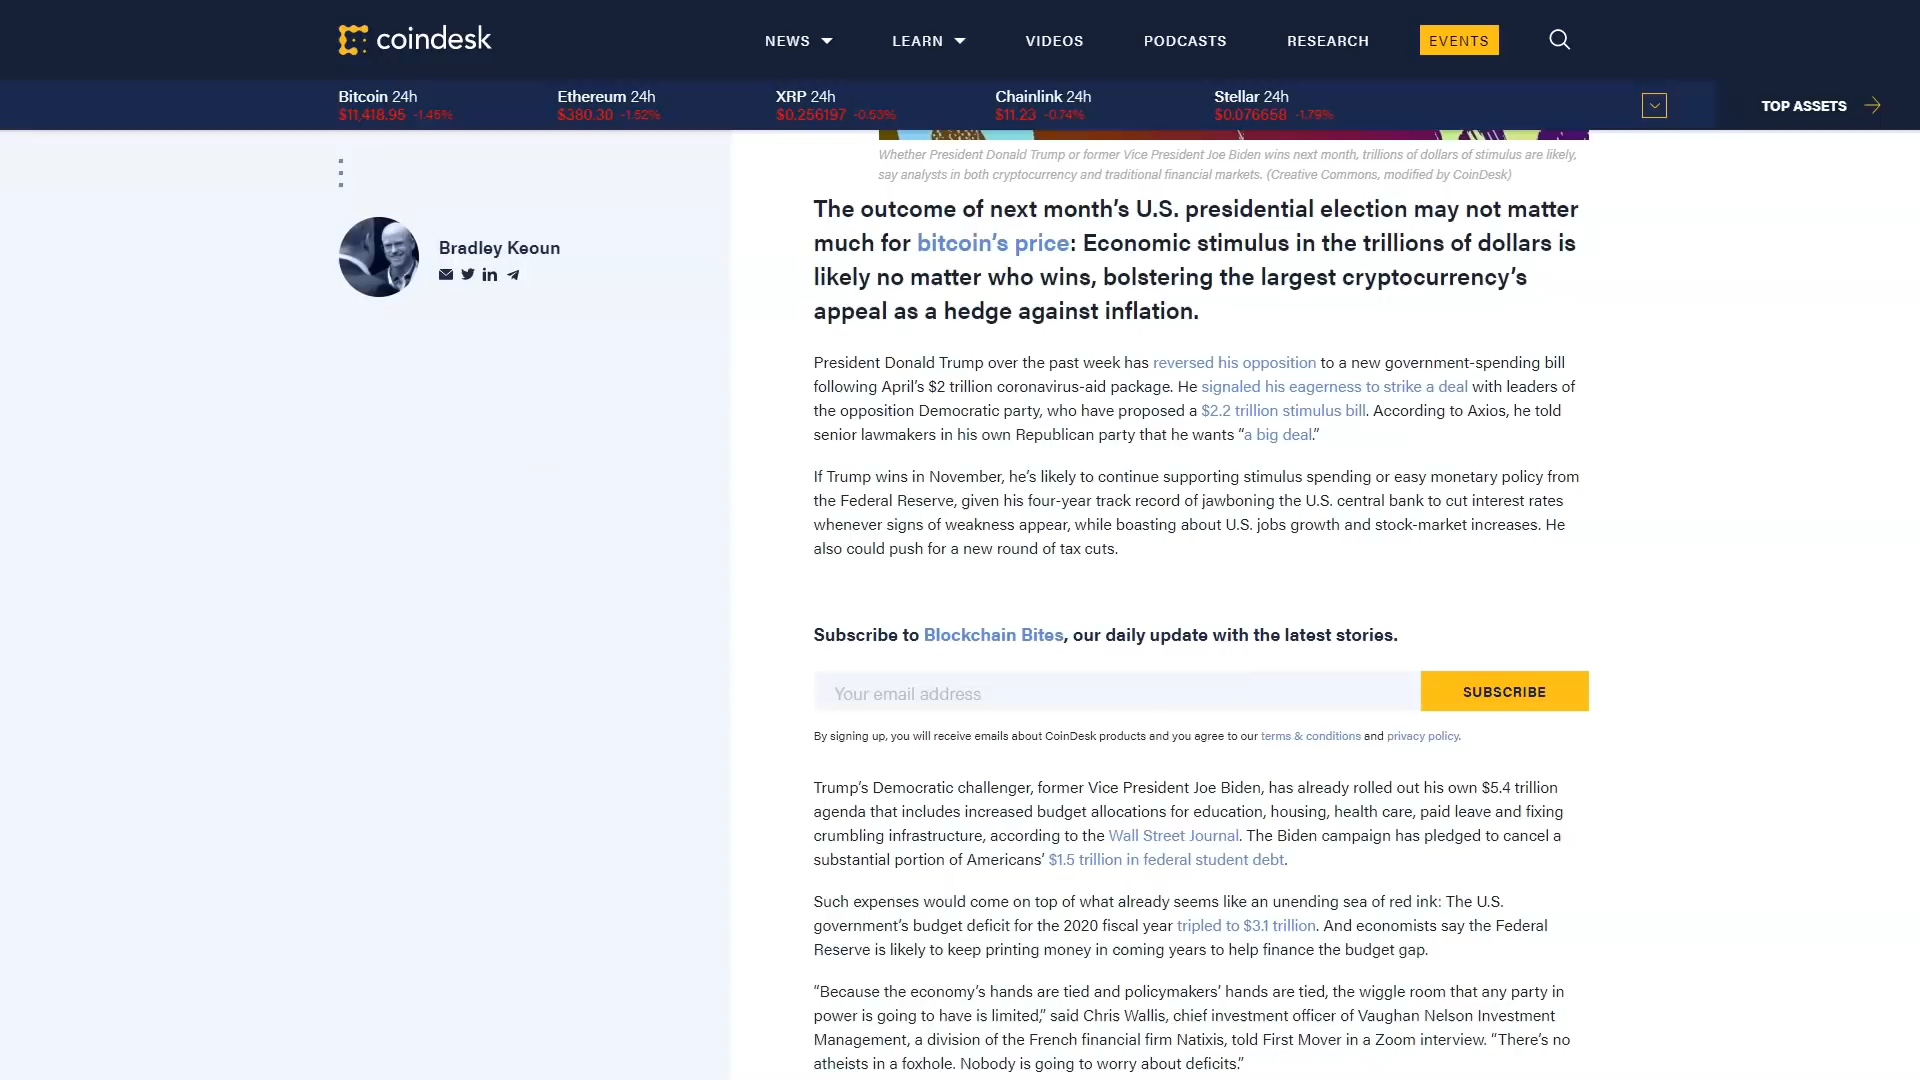 coindesk
NEWS LEARN VIDEOS PODCASTS RESEARCH EVENTS
Bitcoin 24h Ethereum 24h XRP 24h Chainlink 24h Stellar 24h
$11,418.95 -1.45% $380.30 -1.52% $0.256197 -0.53% $11.23 -0.74% $0.076658 -1.79%
TOP ASSETS
Whether President Donald Trump or former Vice President Joe Biden wins next month, trillions of dollars of stimulus are likely,
say analysts in both cryptocurrency and traditional financial markets. (Creative Commons, modified by CoinDesk)
Bradley Keoun
The outcome of next month’s U.S. presidential election may not matter
much for bitcoin’s price: Economic stimulus in the trillions of dollars is
likely no matter who wins, bolstering the largest cryptocurrency’s
appeal as a hedge against inflation.
President Donald Trump over the past week has reversed his opposition to a new government-spending bill
following April’s $2 trillion coronavirus-aid package. He signaled his eagerness to strike a deal with leaders of
the opposition Democratic party, who have proposed a $2.2 trillion stimulus bill. According to Axios, he told
senior lawmakers in his own Republican party that he wants “a big deal.”
If Trump wins in November, he’s likely to continue supporting stimulus spending or easy monetary policy from
the Federal Reserve, given his four-year track record of jawboning the U.S. central bank to cut interest rates
whenever signs of weakness appear, while boasting about U.S. jobs growth and stock-market increases. He
also could push for a new round of tax cuts.
Subscribe to Blockchain Bites, our daily update with the latest stories.
Your email address
SUBSCRIBE
By signing up, you will receive emails about CoinDesk products and you agree to our terms & conditions and privacy policy.
Trump’s Democratic challenger, former Vice President Joe Biden, has already rolled out his own $5.4 trillion
agenda that includes increased budget allocations for education, housing, health care, paid leave and fixing
crumbling infrastructure, according to the Wall Street Journal. The Biden campaign has pledged to cancel a
substantial portion of Americans’ $1.5 trillion in federal student debt.
Such expenses would come on top of what already seems like an unending sea of red ink: The U.S.
government’s budget deficit for the 2020 fiscal year tripled to $3.1 trillion. And economists say the Federal
Reserve is likely to keep printing money in coming years to help finance the budget gap.
“Because the economy’s hands are tied and policymakers’ hands are tied, the wiggle room that any party in
power is going to have is limited,” said Chris Wallis, chief investment officer of Vaughan Nelson Investment
Management, a division of the French financial firm Natixis, told First Mover in a Zoom interview. “There’s no
atheists in a foxhole. Nobody is going to worry about deficits.”